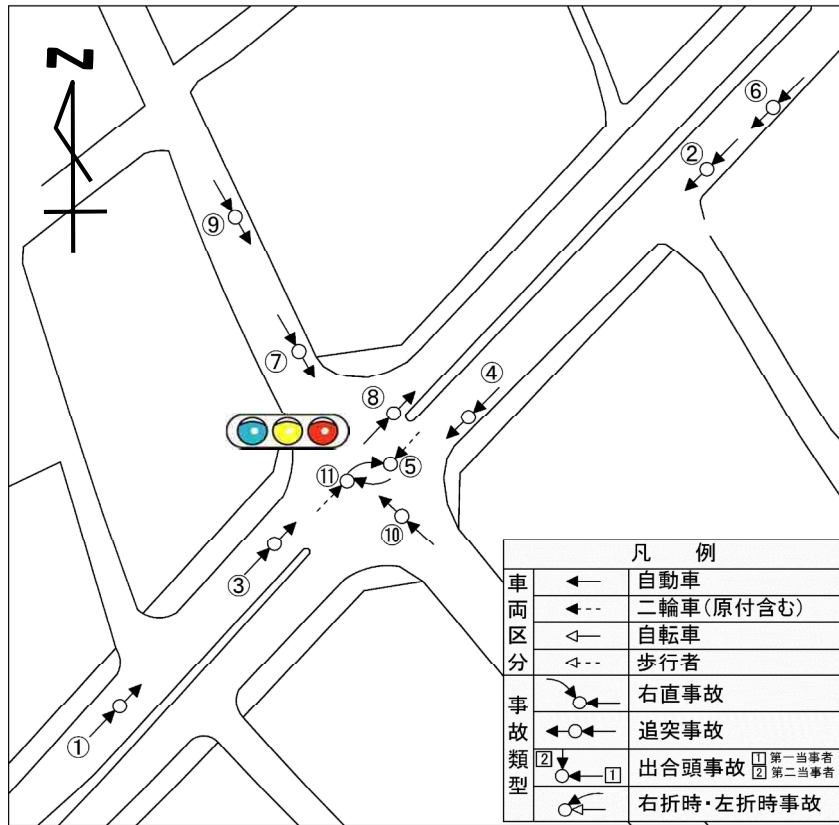 N
⑥
②
⑨
⑦
④
⑧
⑤
⑪
⑩
③
①
凡 例
車両区分
自動車
二輪車(原付含む)
自転車
歩行者
事故類型
右直事故
追突事故
2
1
出合頭事故
1 第一当事者
2 第二当事者
右折時・左折時事故